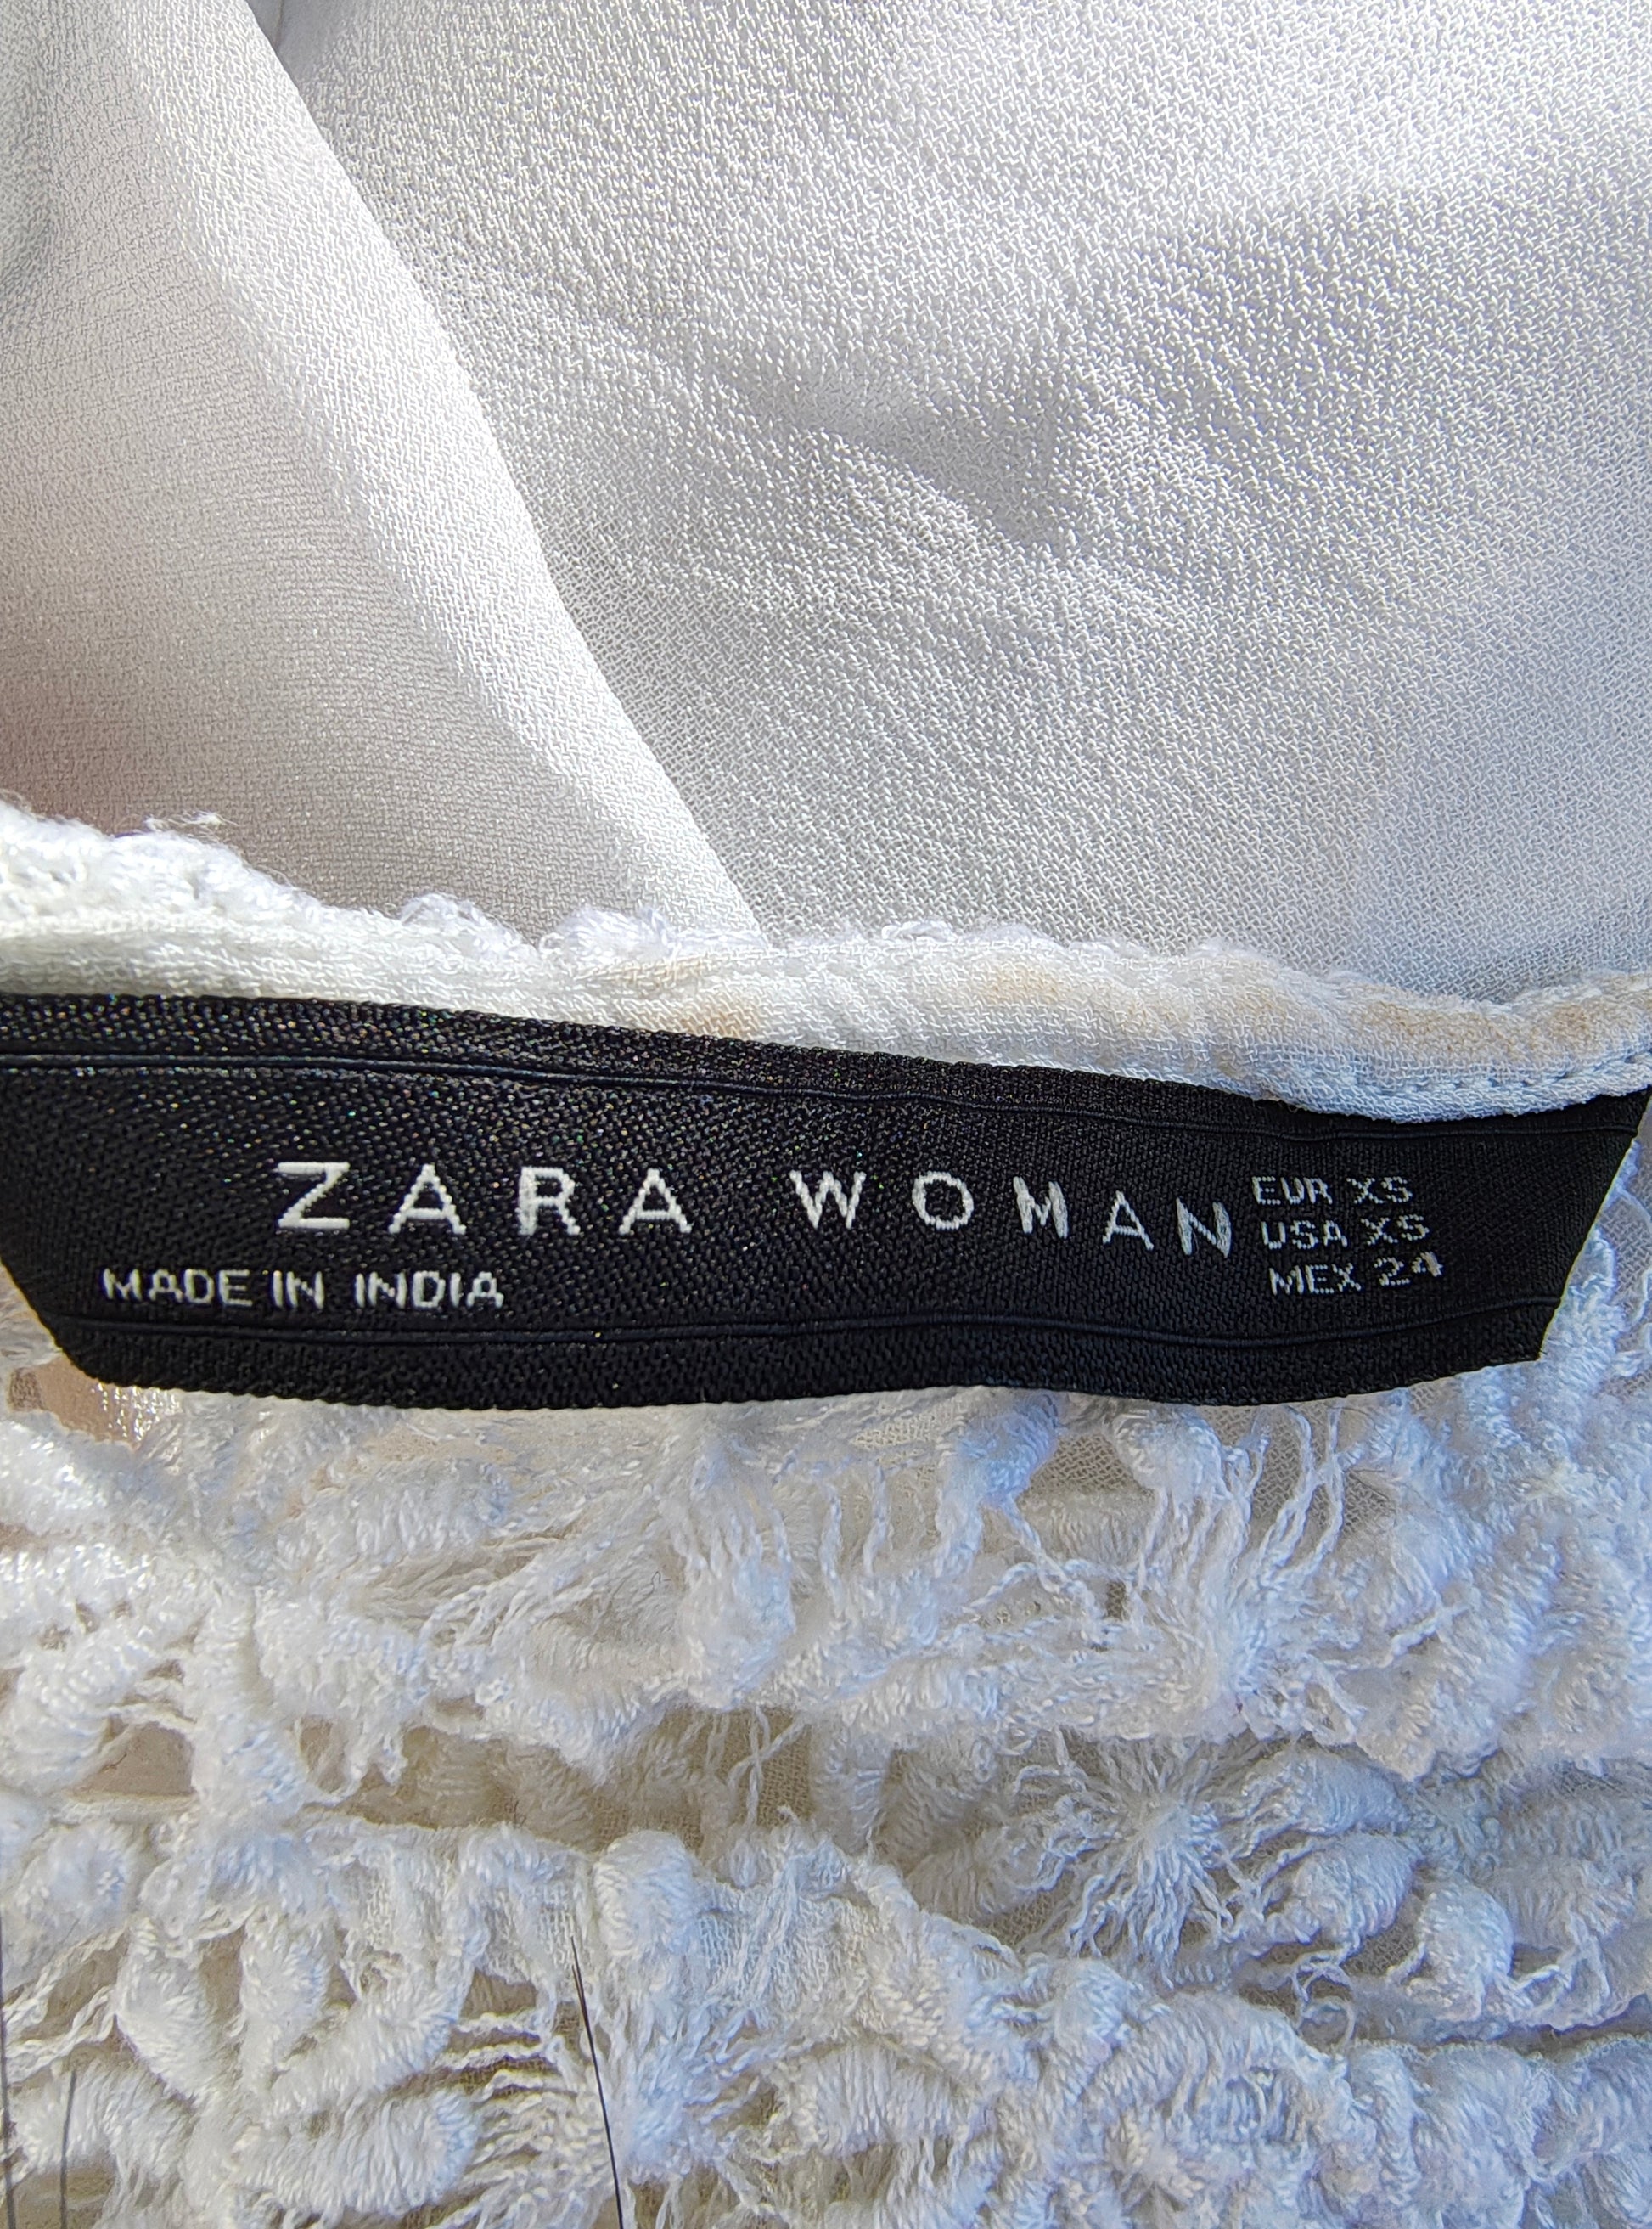 ZARA WOMAN
EUR XS
USA XS
MEX 24
MADE IN INDIA